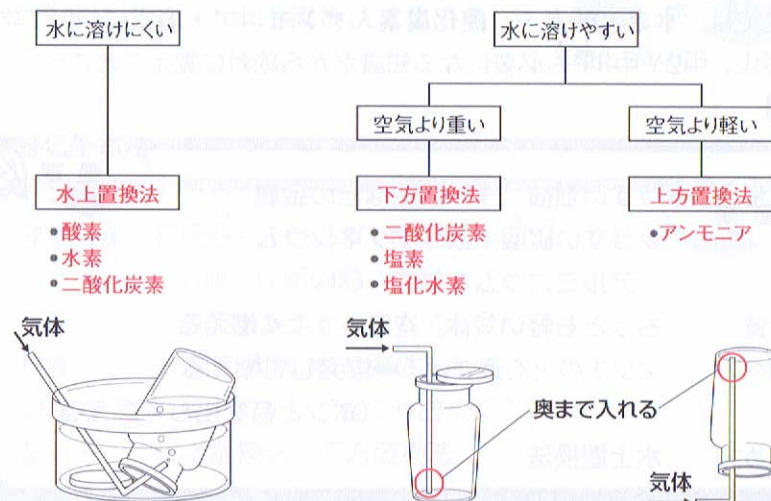 水に溶けにくい
水に溶けやすい
空気より重い
空気より軽い
水上置換法
下方置換法
上方置換法
•酸素
•水素
•二酸化炭素
•二酸化炭素
•塩素
•塩化水素
•アンモニア
気体
気体
奥まで入れる
気体